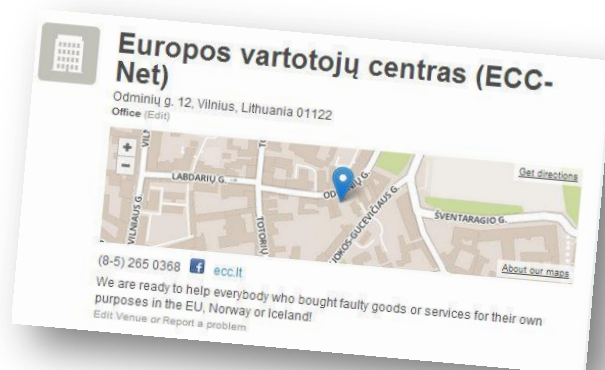 Europos vartotojų centras (ECC-
Net)
Odminių g. 12, Vilnius, Lithuania 01122
Office (Edit)
+
−
LABDARIŲ G.
Get directions
VILNIAUS G.
TOTORIŲ
ŠVENTARAGIO G.
About our maps
(8-5) 265 0368 f ecc.lt
We are ready to help everybody who bought faulty goods or services for their own
purposes in the EU, Norway or Iceland!
Edit Venue or Report a problem